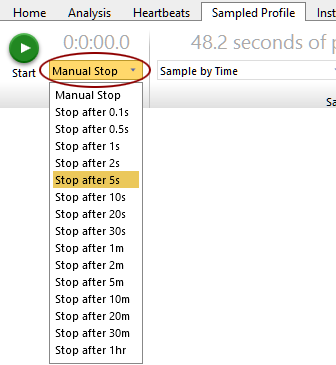 Home Analysis Heartbeats Sampled Profile
0:0:00.0 48.2 seconds of
Start Manual Stop Sample by Time
Manual Stop
Stop after 0.1s
Stop after 0.5s
Stop after 1s
Stop after 2s
Stop after 5s
Stop after 10s
Stop after 20s
Stop after 30s
Stop after 1m
Stop after 2m
Stop after 5m
Stop after 10m
Stop after 20m
Stop after 30m
Stop after 1hr